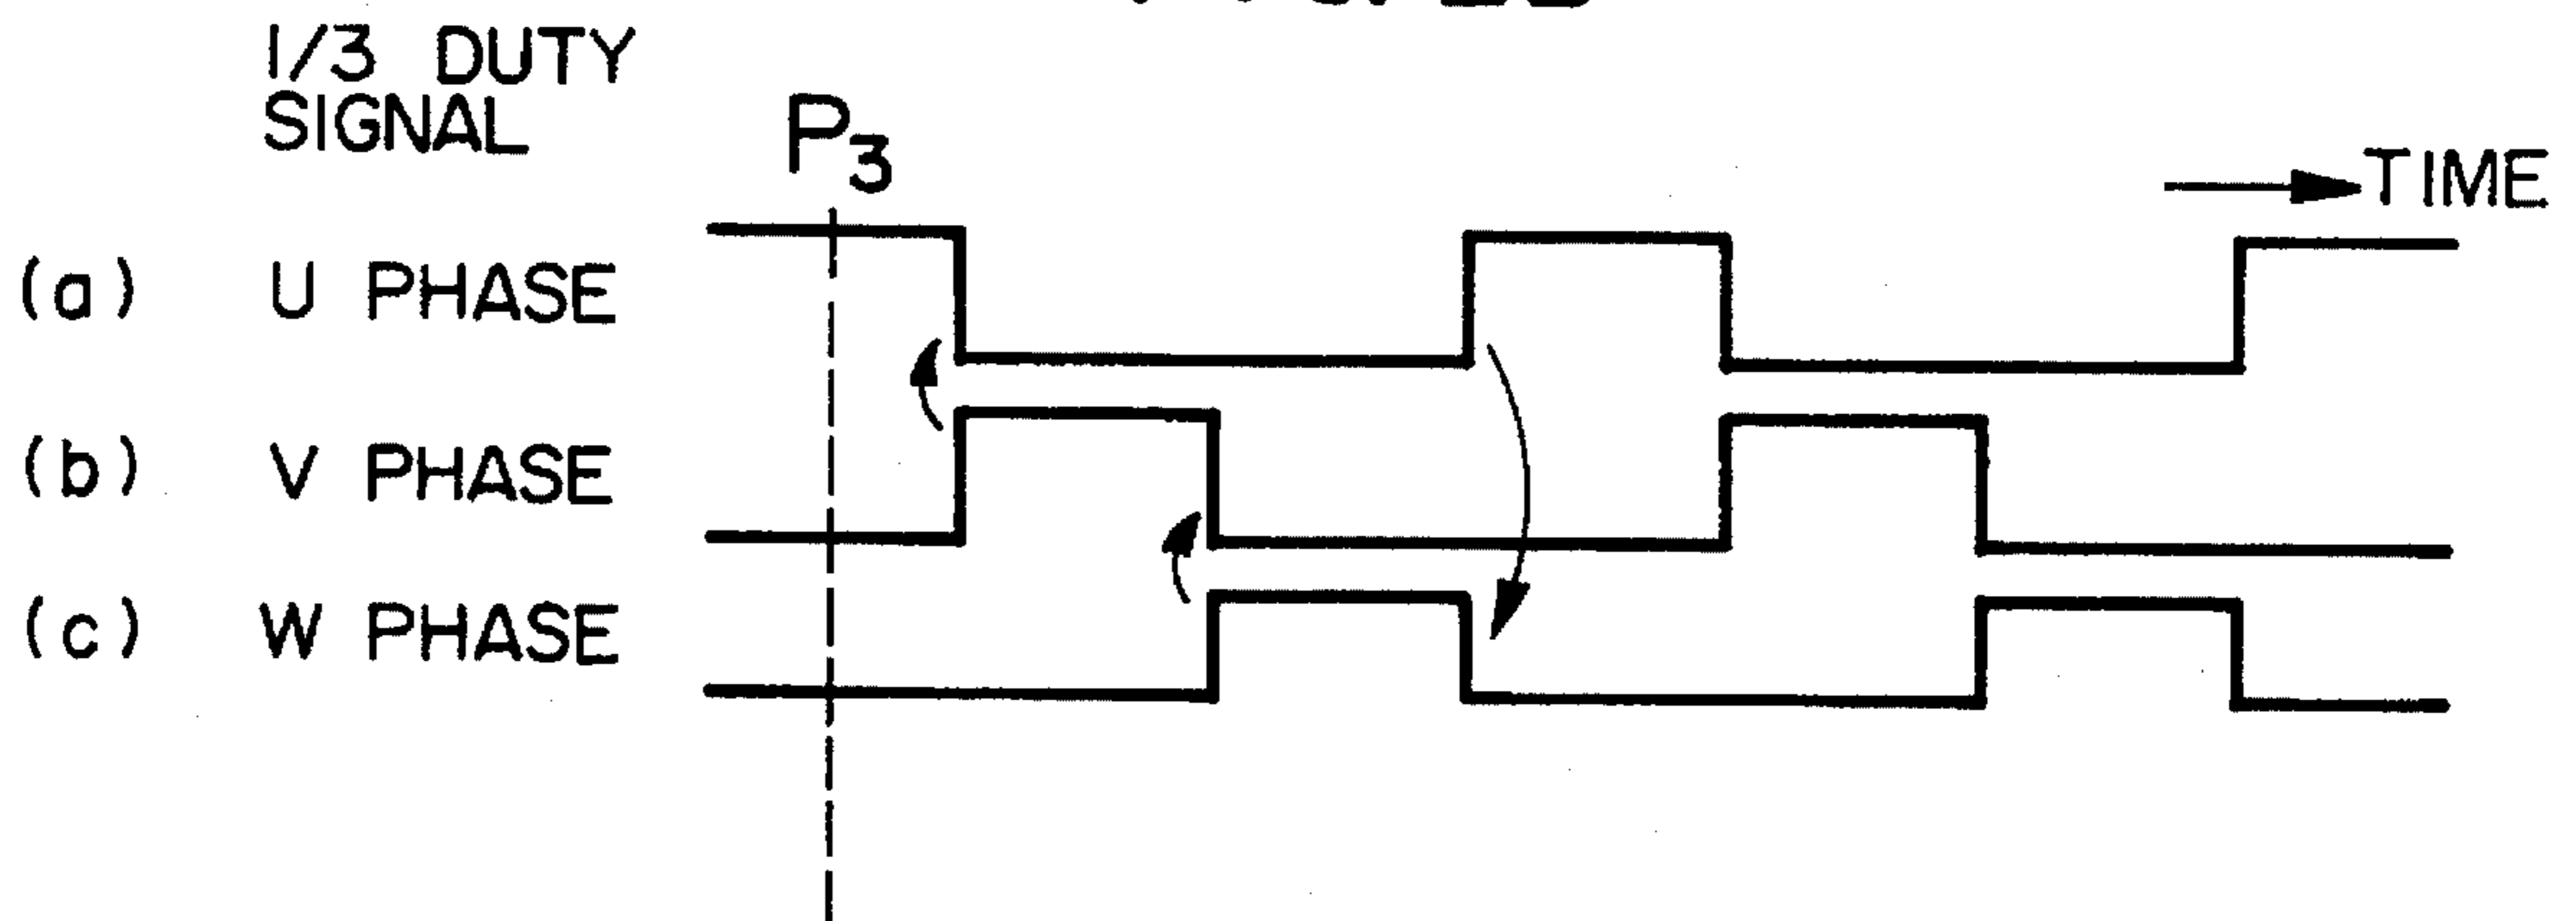 1/3 DUTY
SIGNAL
P3
TIME
(a) U PHASE
(b) V PHASE
(c) W PHASE